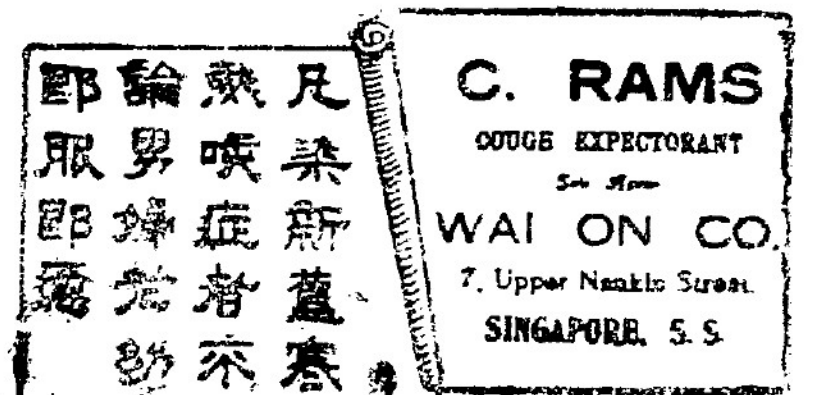 凡染新舊寒
熱咳症者不
論男婦老幼
即服即癒
C. RAMS
COUGH EXPECTORANT
WAI ON CO.
7, Upper Nankin Street.
SINGAPORE. S. S.